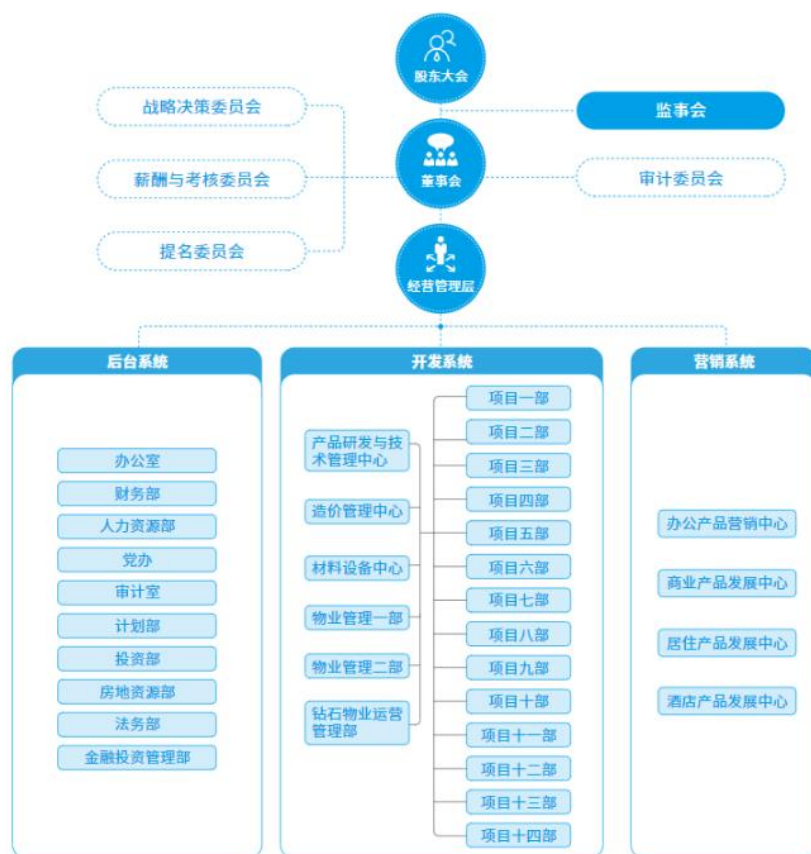 股东大会
战略决策委员会
监事会
董事会
薪酬与考核委员会
审计委员会
提名委员会
经营管理层
后台系统
办公室
财务部
人力资源部
党办
审计室
计划部
投资部
房地资源部
法务部
金融投资管理部
开发系统
产品研发与技
术管理中心
造价管理中心
材料设备中心
物业管理一部
物业管理二部
钻石物业运营
管理部
项目一部
项目二部
项目三部
项目四部
项目五部
项目六部
项目七部
项目八部
项目九部
项目十部
项目十一部
项目十二部
项目十三部
项目十四部
营销系统
办公产品营销中心
商业产品发展中心
居住产品发展中心
酒店产品发展中心